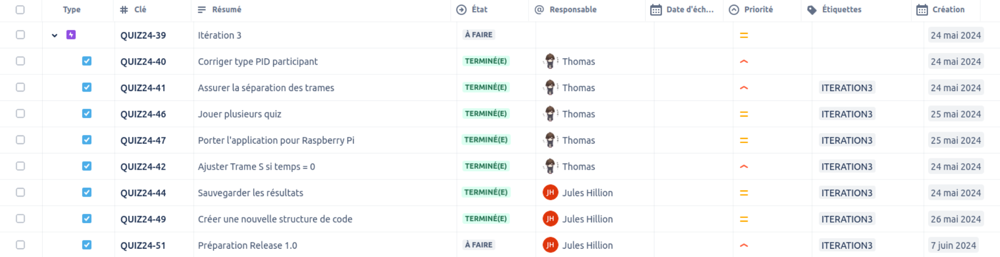 Type Clé Résumé État Responsable Date d'éch... Priorité Étiquettes Création
QUIZ24-39 Itération 3 À FAIRE 24 mai 2024
QUIZ24-40 Corriger type PID participant TERMINÉ(E) Thomas 24 mai 2024
QUIZ24-41 Assurer la séparation des trames TERMINÉ(E) Thomas ITERATION3 24 mai 2024
QUIZ24-46 Jouer plusieurs quiz TERMINÉ(E) Thomas ITERATION3 25 mai 2024
QUIZ24-47 Porter l'application pour Raspberry Pi TERMINÉ(E) Thomas ITERATION3 25 mai 2024
QUIZ24-42 Ajuster Trame S si temps = 0 TERMINÉ(E) Thomas ITERATION3 24 mai 2024
QUIZ24-44 Sauvegarder les résultats TERMINÉ(E) JH Jules Hillion ITERATION3 24 mai 2024
QUIZ24-49 Créer une nouvelle structure de code TERMINÉ(E) JH Jules Hillion ITERATION3 26 mai 2024
QUIZ24-51 Préparation Release 1.0 À FAIRE JH Jules Hillion ITERATION3 7 juin 2024